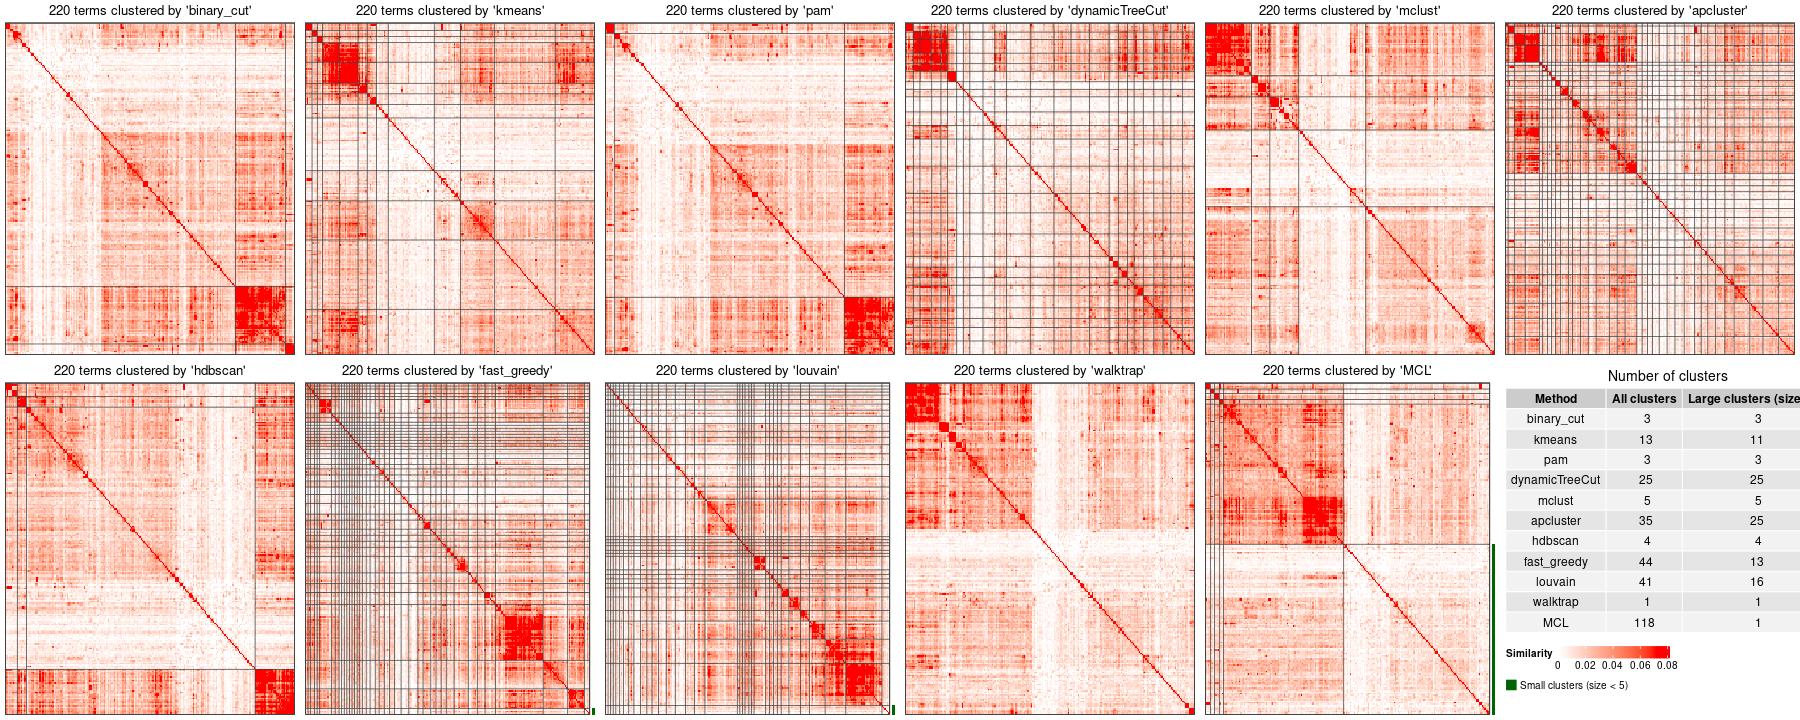 220 terms clustered by 'binary_cut'
220 terms clustered by 'kmeans'
220 terms clustered by 'pam'
220 terms clustered by 'dynamicTreeCut'
220 terms clustered by 'mclust'
220 terms clustered by 'apcluster'
220 terms clustered by 'hdbscan'
220 terms clustered by 'fast_greedy'
220 terms clustered by 'louvain'
220 terms clustered by 'walktrap'
220 terms clustered by 'MCL'
Number of clusters
Method All clusters Large clusters (size
binary_cut 3 3
kmeans 13 11
pam 3 3
dynamicTreeCut 25 25
mclust 5 5
apcluster 35 25
hdbscan 4 4
fast_greedy 44 13
louvain 41 16
walktrap 1 1
MCL 118 1
Similarity
0 0.02 0.04 0.06 0.08
Small clusters (size < 5)